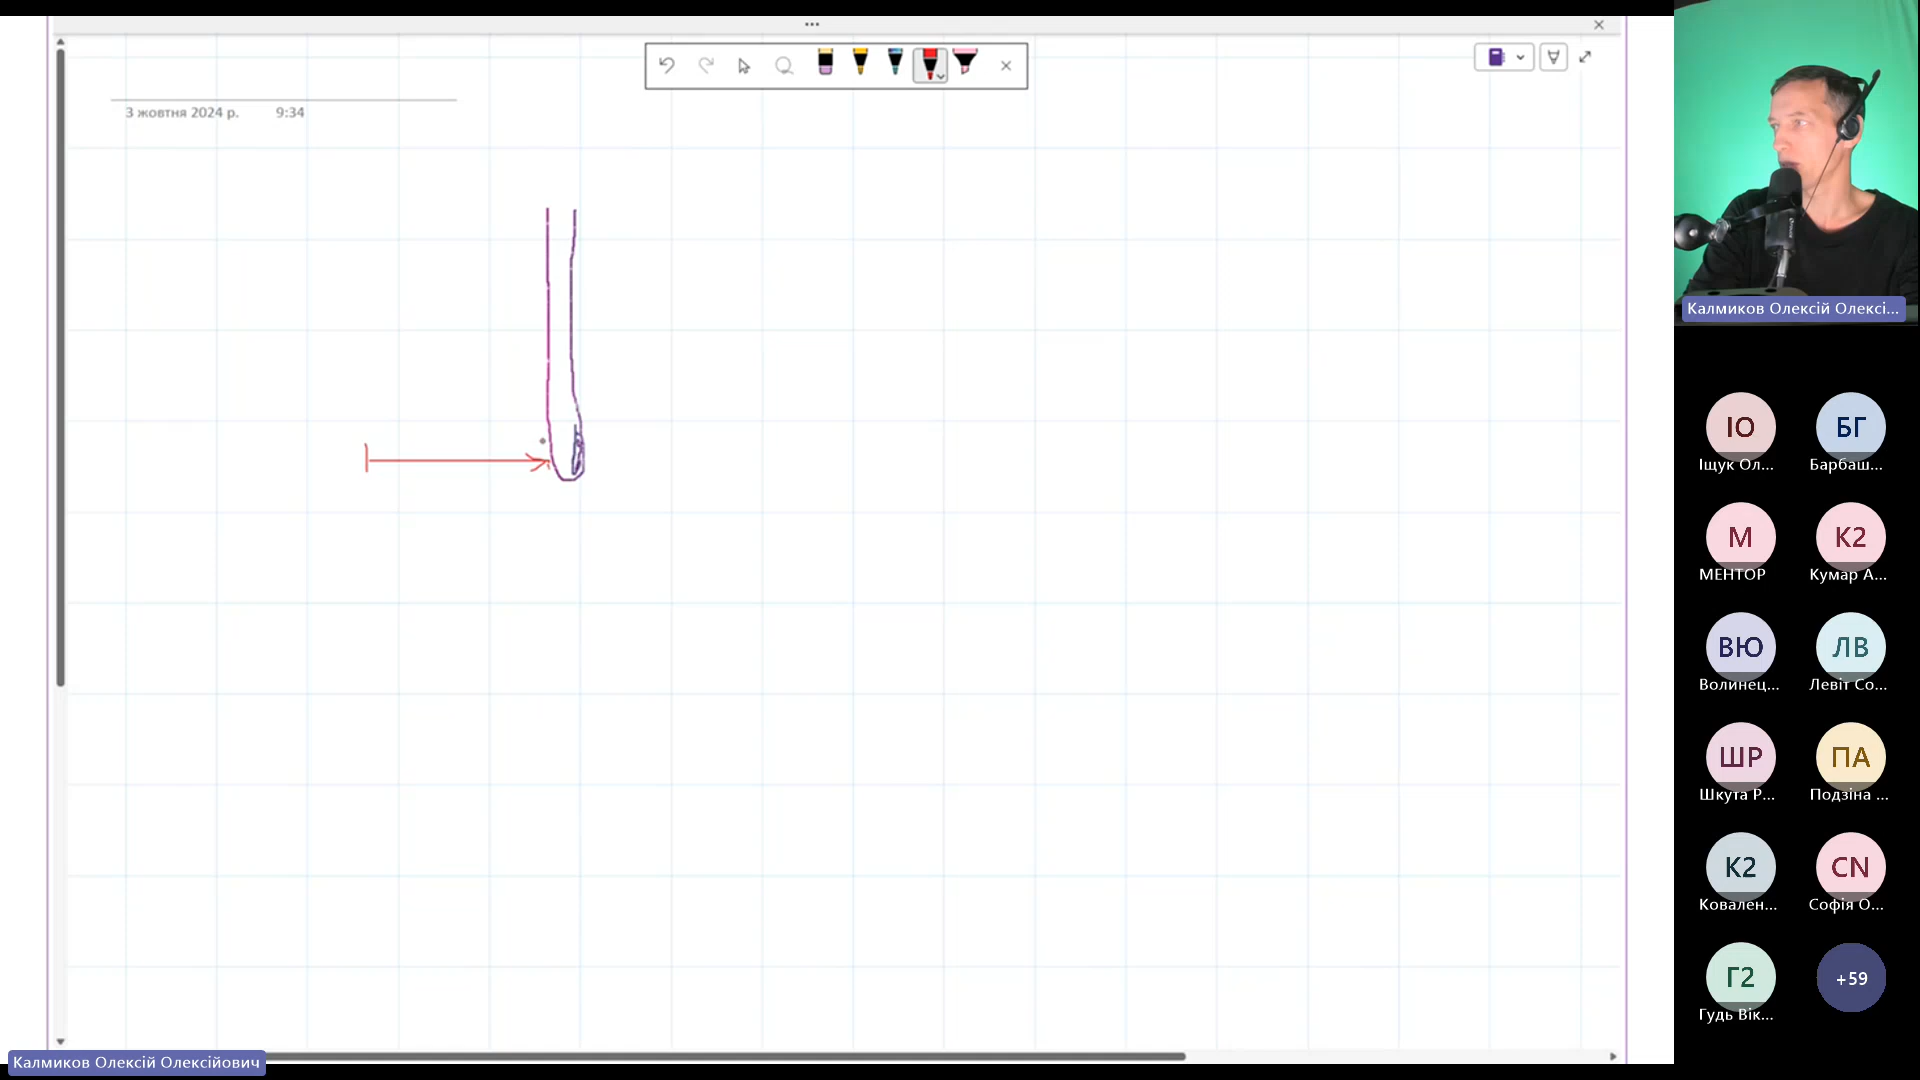 3 жовтня 2024 р. 9:34
Калмиков Олексій Олексі...
ІО
Іщук Ол...
БГ
Барбаш...
М
МЕНТОР
К2
Кумар А...
ВЮ
Волинец...
ЛВ
Левіт Со...
ШР
Шкута Р...
ПА
Подзіна ...
К2
Ковален...
CN
Софія О...
Г2
Гудь Вік...
+59
Калмиков Олексій Олексійович